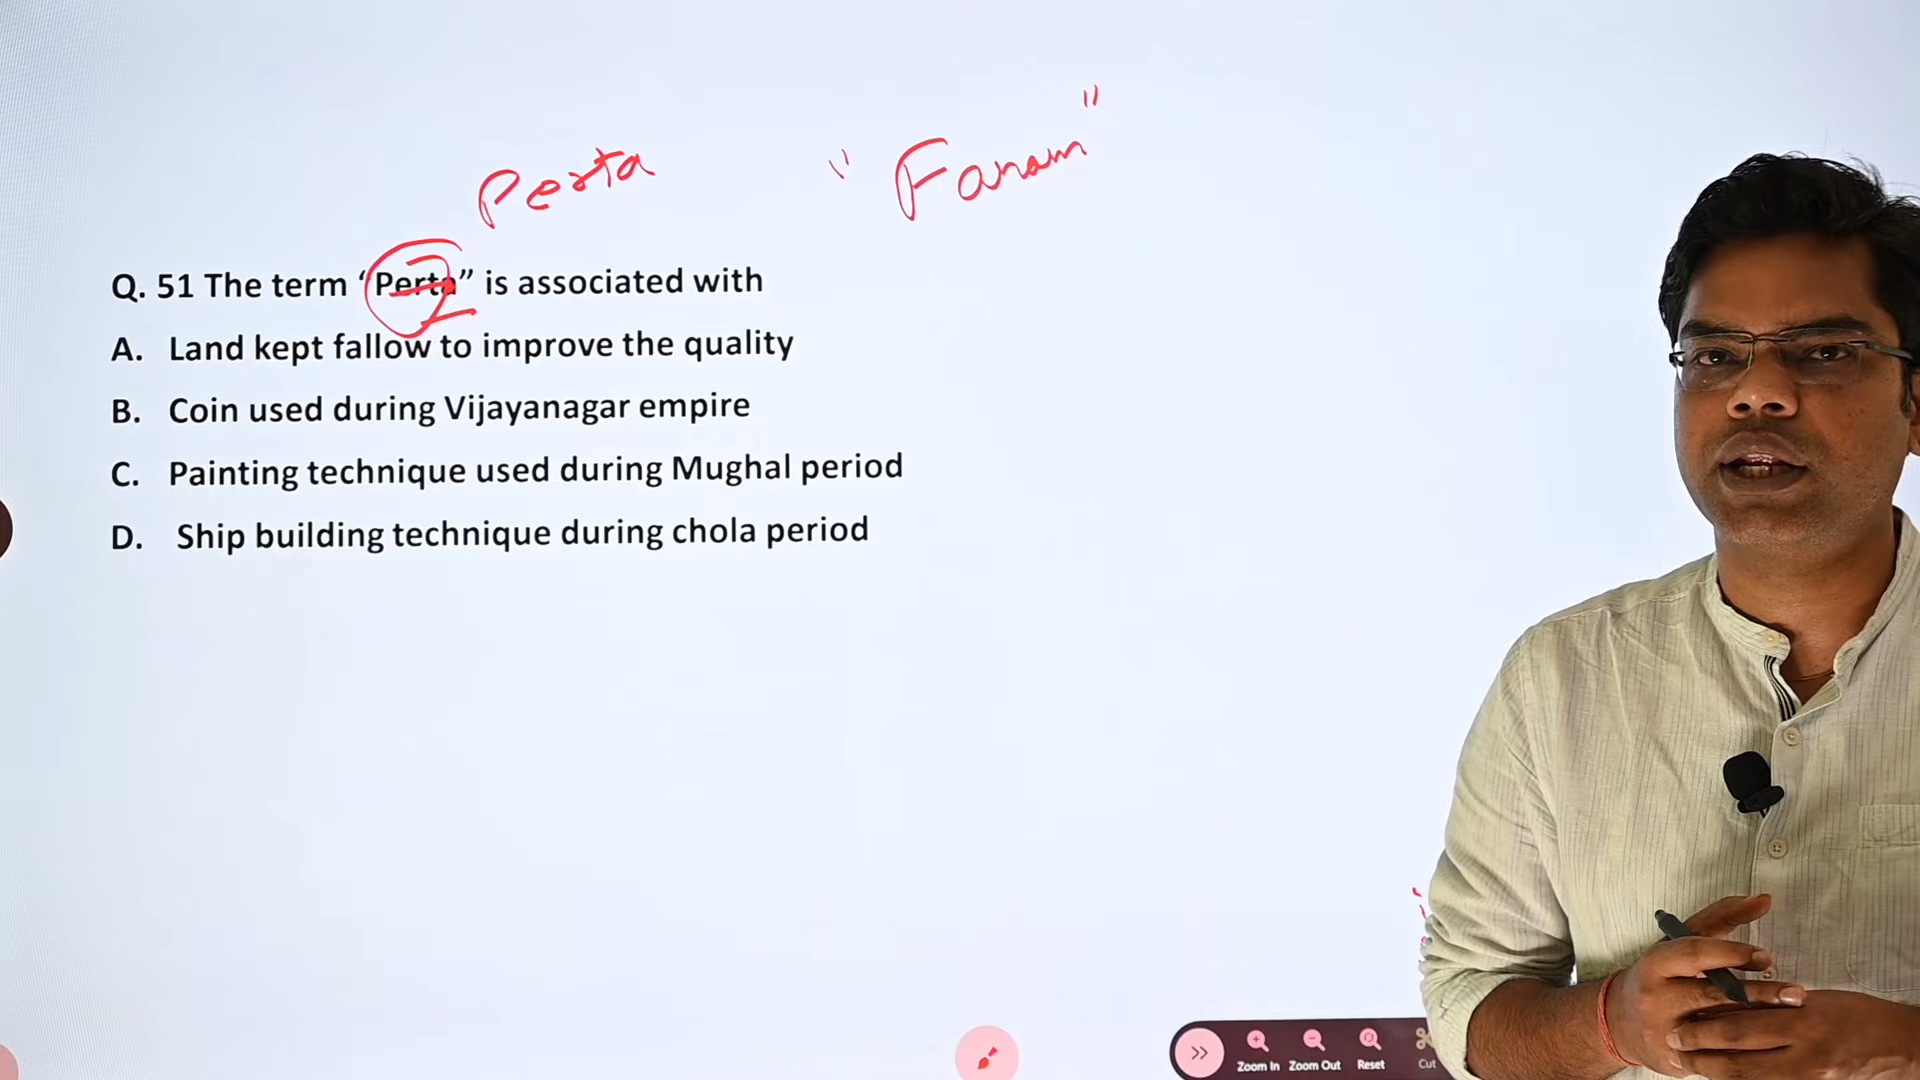 Perta " Fanam "
Q. 51 The term ‘Perta” is associated with
A. Land kept fallow to improve the quality
B. Coin used during Vijayanagar empire
C. Painting technique used during Mughal period
D. Ship building technique during chola period
Zoom In Zoom Out Reset Cut